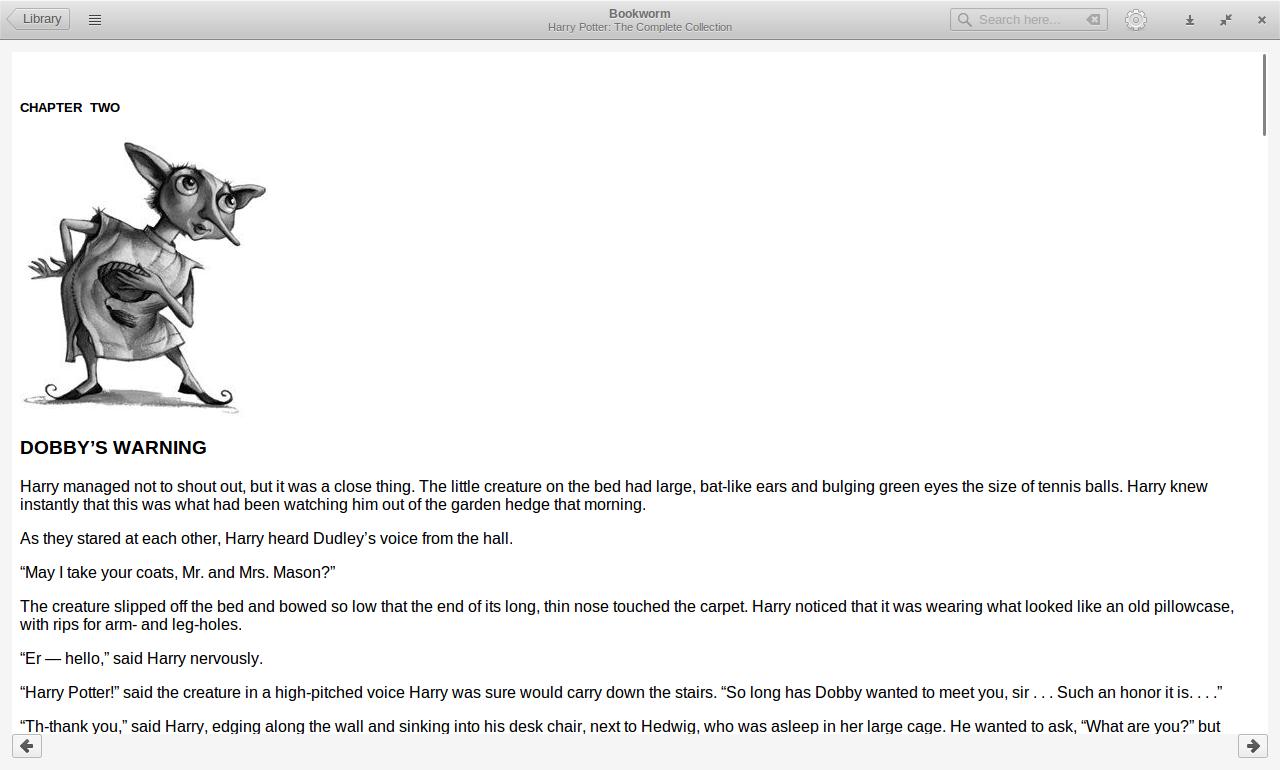 Library
Bookworm
Harry Potter: The Complete Collection
Search here...
CHAPTER TWO
DOBBY’S WARNING
Harry managed not to shout out, but it was a close thing. The little creature on the bed had large, bat-like ears and bulging green eyes the size of tennis balls. Harry knew
instantly that this was what had been watching him out of the garden hedge that morning.
As they stared at each other, Harry heard Dudley’s voice from the hall.
“May I take your coats, Mr. and Mrs. Mason?”
The creature slipped off the bed and bowed so low that the end of its long, thin nose touched the carpet. Harry noticed that it was wearing what looked like an old pillowcase,
with rips for arm- and leg-holes.
“Er — hello,” said Harry nervously.
“Harry Potter!” said the creature in a high-pitched voice Harry was sure would carry down the stairs. “So long has Dobby wanted to meet you, sir . . . Such an honor it is. . . .”
“Th-thank you,” said Harry, edging along the wall and sinking into his desk chair, next to Hedwig, who was asleep in her large cage. He wanted to ask, “What are you?” but